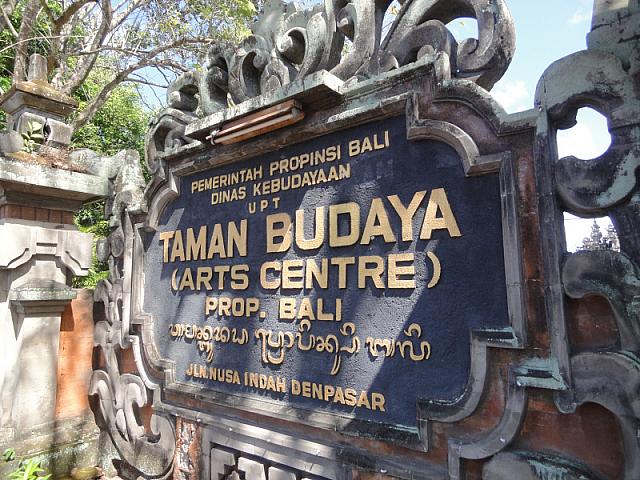 PEMERINTAH PROPINSI BALI
DINAS KEBUDAYAAN
UPT
TAMAN BUDAYA
(ARTS CENTRE)
PROP. BALI
JLN.NUSA INDAH DENPASAR